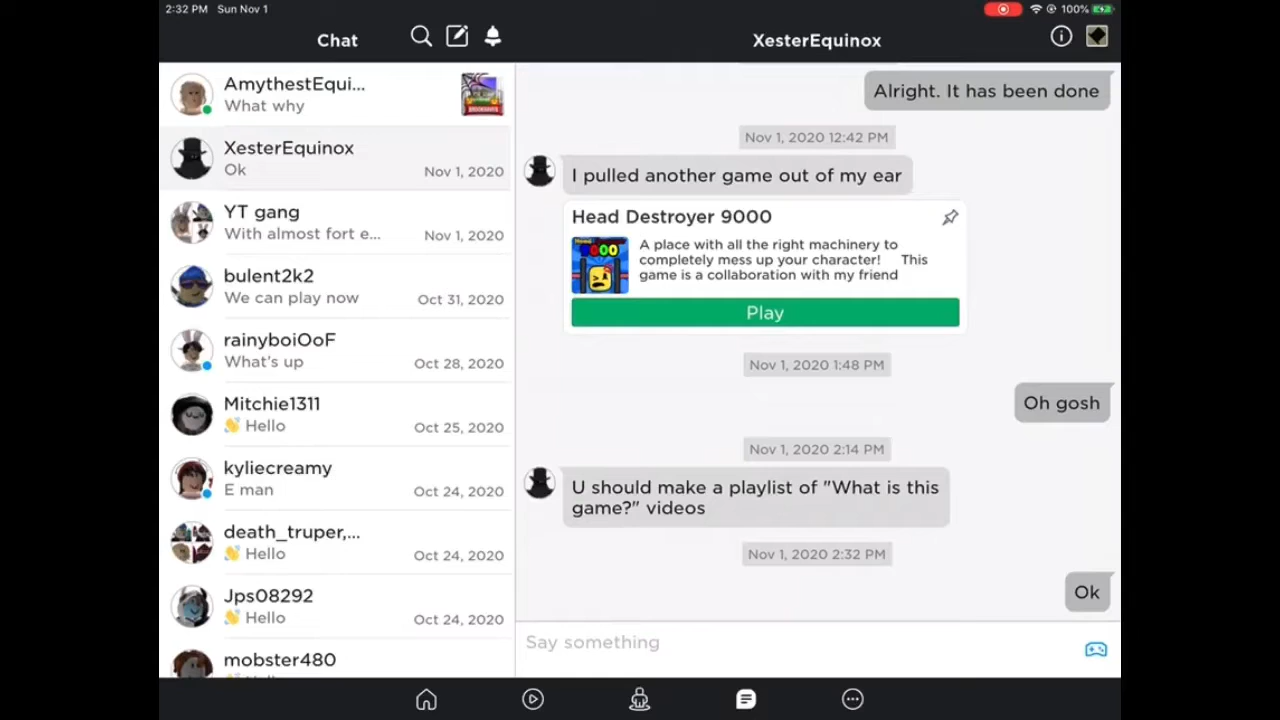 2:32 PM Sun Nov 1
100%
Chat
XesterEquinox
AmythestEqui...
What why
XesterEquinox
Ok
Nov 1, 2020
YT gang
With almost fort e...
Nov 1, 2020
bulent2k2
We can play now
Oct 31, 2020
rainyboiOoF
What's up
Oct 28, 2020
Mitchie1311
👋 Hello
Oct 25, 2020
kyliecreamy
E man
Oct 24, 2020
death_truper,...
👋 Hello
Oct 24, 2020
Jps08292
👋 Hello
Oct 24, 2020
mobster480
Alright. It has been done
Nov 1, 2020 12:42 PM
I pulled another game out of my ear
Head Destroyer 9000
A place with all the right machinery to
completely mess up your character! This
game is a collaboration with my friend
Play
Nov 1, 2020 1:48 PM
Oh gosh
Nov 1, 2020 2:14 PM
U should make a playlist of "What is this
game?" videos
Nov 1, 2020 2:32 PM
Ok
Say something